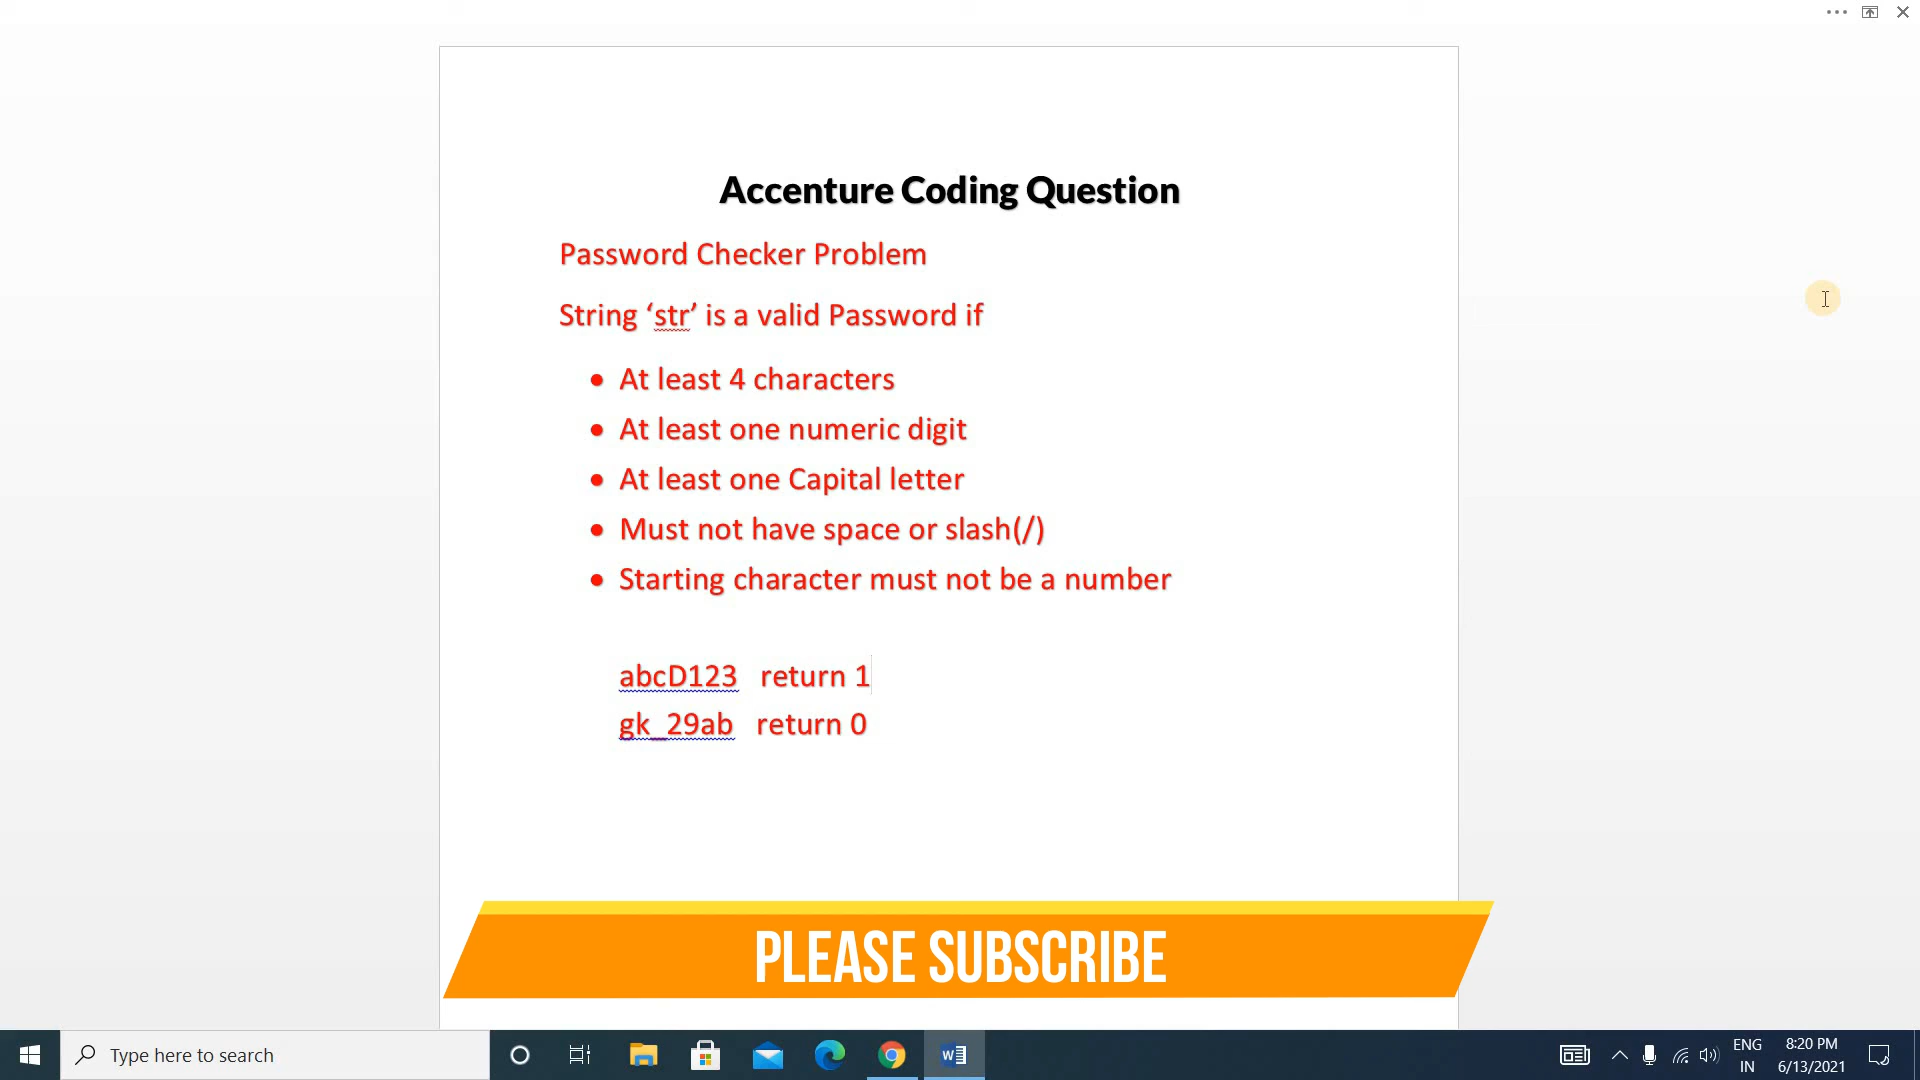 Accenture Coding Question
Password Checker Problem
String ‘str’ is a valid Password if
• At least 4 characters
• At least one numeric digit
• At least one Capital letter
• Must not have space or slash(/)
• Starting character must not be a number
abcD123 return 1
gk_29ab return 0
PLEASE SUBSCRIBE
Type here to search
ENG
IN
8:20 PM
6/13/2021